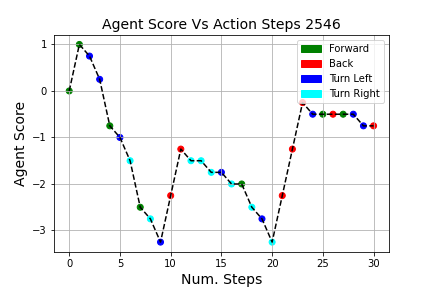 Agent Score Vs Action Steps 2546
Forward
Back
Turn Left
Turn Right
1
0
−1
−2
−3
Agent Score
0 5 10 15 20 25 30
Num. Steps